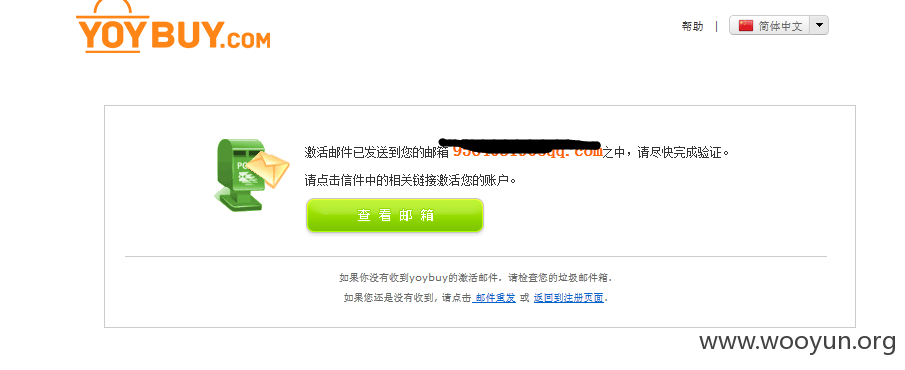 YOYBUY.COM
帮助 | 简体中文
激活邮件已发送到您的邮箱 qq.com之中，请尽快完成验证。
请点击信件中的相关链接激活您的账户。
查看邮箱
如果你没有收到yoybuy的激活邮件，请检查您的垃圾邮件箱。
如果您还是没有收到, 请点击 邮件重发 或 返回到注册页面。
www.wooyun.org